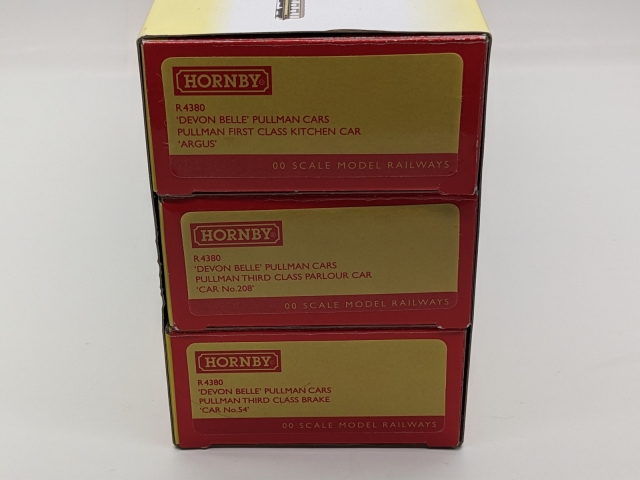 HORNBY
R4380
'DEVON BELLE' PULLMAN CARS
PULLMAN FIRST CLASS KITCHEN CAR
'ARGUS'
00 SCALE MODEL RAILWAYS
HORNBY
R4380
'DEVON BELLE' PULLMAN CARS
PULLMAN THIRD CLASS PARLOUR CAR
'CAR No.208'
00 SCALE MODEL RAILWAYS
HORNBY
R4380
'DEVON BELLE' PULLMAN CARS
PULLMAN THIRD CLASS BRAKE
'CAR No.54'
00 SCALE MODEL RAILWAYS